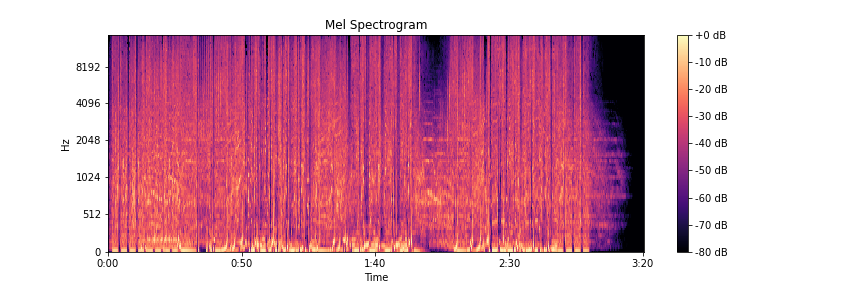 Mel Spectrogram
Hz
8192
4096
2048
1024
512
0
0:00
0:50
1:40
2:30
3:20
Time
+0 dB
-10 dB
-20 dB
-30 dB
-40 dB
-50 dB
-60 dB
-70 dB
-80 dB